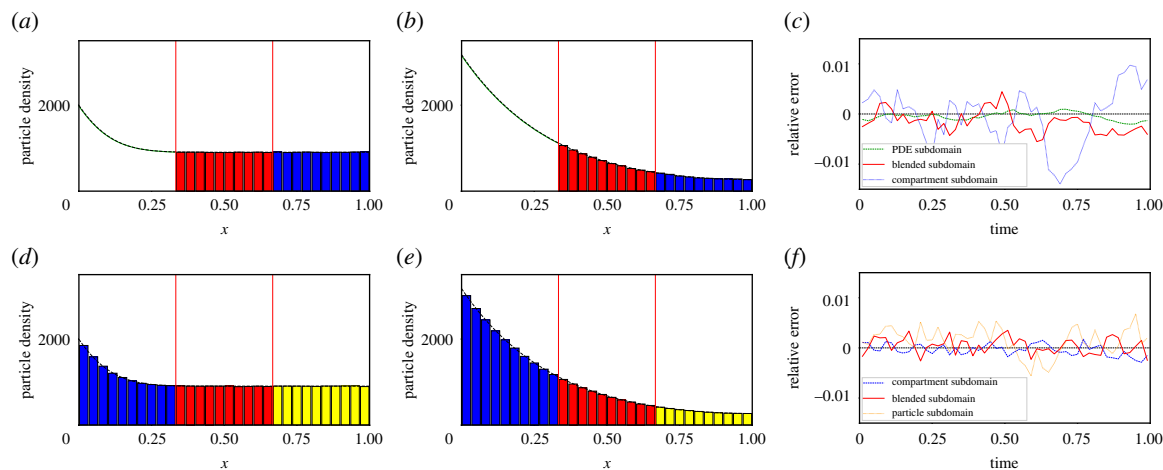 (a)
particle density
2000
0
0.25
0.50
0.75
1.00
x
(b)
particle density
2000
0
0.25
0.50
0.75
1.00
x
(c)
relative error
0.01
0
−0.01
PDE subdomain
blended subdomain
compartment subdomain
0
0.25
0.50
0.75
1.00
time
(d)
particle density
2000
0
0.25
0.50
0.75
1.00
x
(e)
particle density
2000
0
0.25
0.50
0.75
1.00
x
(f)
relative error
0.01
0
−0.01
compartment subdomain
blended subdomain
particle subdomain
0
0.25
0.50
0.75
1.00
time